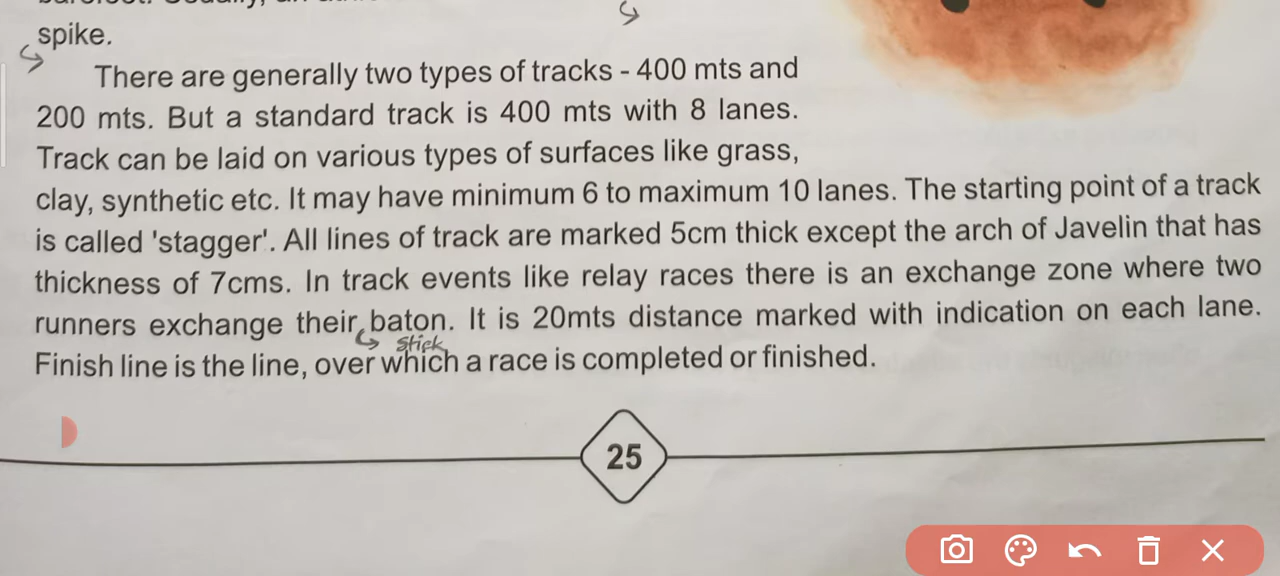 spike.
There are generally two types of tracks - 400 mts and
200 mts. But a standard track is 400 mts with 8 lanes.
Track can be laid on various types of surfaces like grass,
clay, synthetic etc. It may have minimum 6 to maximum 10 lanes. The starting point of a track
is called 'stagger'. All lines of track are marked 5cm thick except the arch of Javelin that has
thickness of 7cms. In track events like relay races there is an exchange zone where two
runners exchange their baton. It is 20mts distance marked with indication on each lane.
stick
Finish line is the line, over which a race is completed or finished.
25